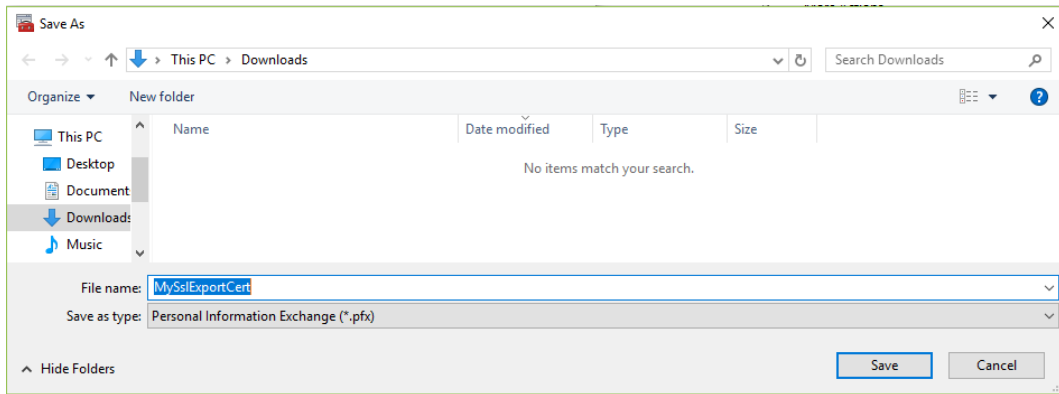 Save As
This PC > Downloads
Search Downloads
Organize
New folder
Name
Date modified
Type
Size
This PC
No items match your search.
Desktop
Document
Downloads
Music
File name: MySslExportCert
Save as type: Personal Information Exchange (*.pfx)
Hide Folders
Save
Cancel